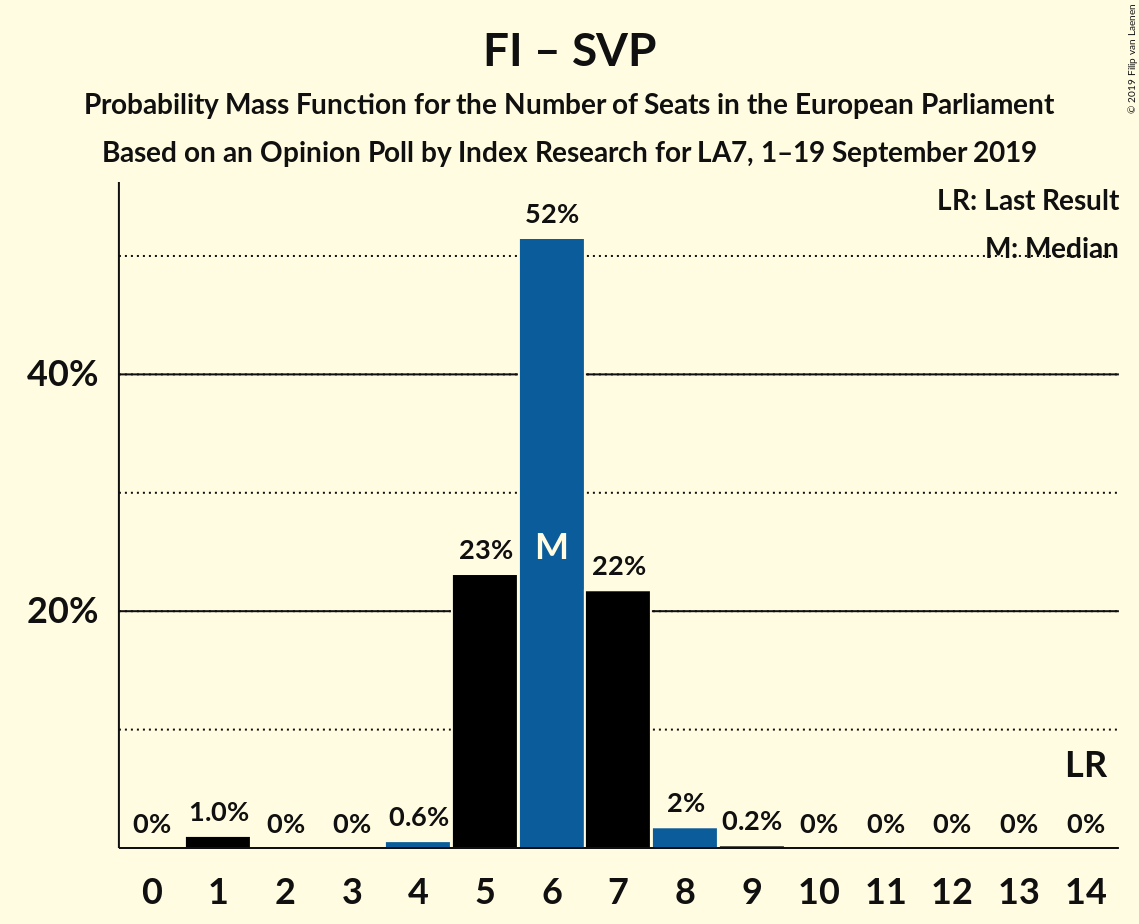 FI – SVP
Probability Mass Function for the Number of Seats in the European Parliament
Based on an Opinion Poll by Index Research for LA7, 1–19 September 2019
© 2019 Filip van Laenen
LR: Last Result
M: Median
52%
40%
23%
M
22%
20%
LR
0%
1.0%
0%
0%
0.6%
2%
0.2%
0%
0%
0%
0%
0%
0 1 2 3 4 5 6 7 8 9 10 11 12 13 14